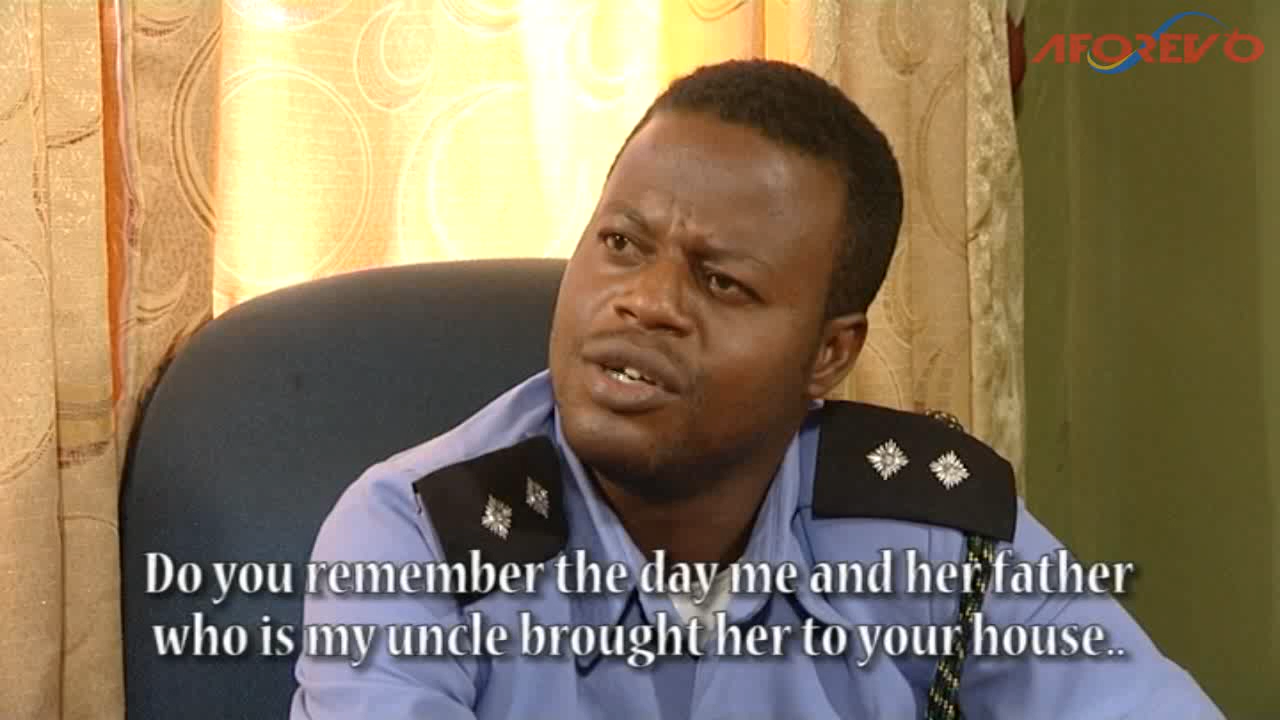 AFOREVO
Do you remember the day me and her father
who is my uncle brought her to your house..